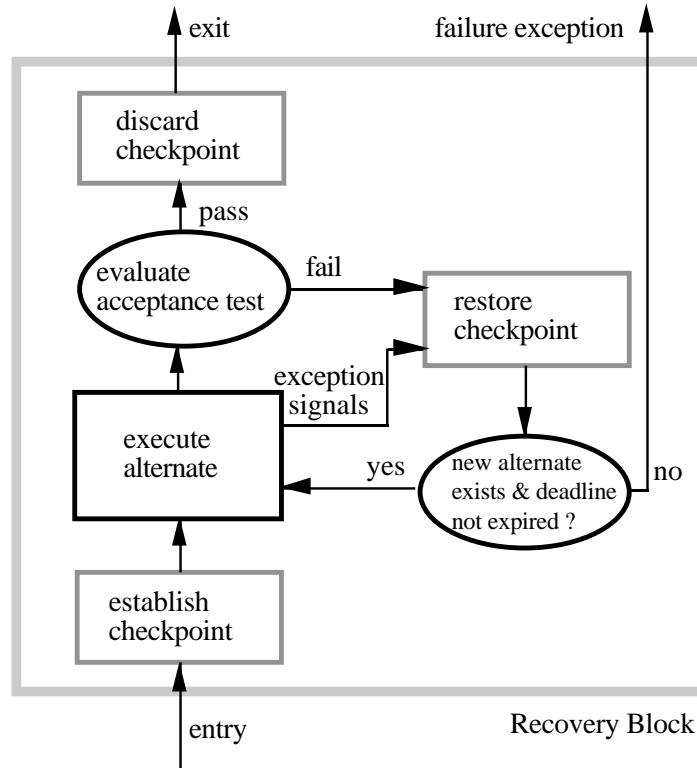 exit
failure exception
discard
checkpoint
pass
evaluate
acceptance test
fail
restore
checkpoint
exception
signals
execute
alternate
yes
new alternate
exists & deadline
not expired ?
no
establish
checkpoint
entry
Recovery Block